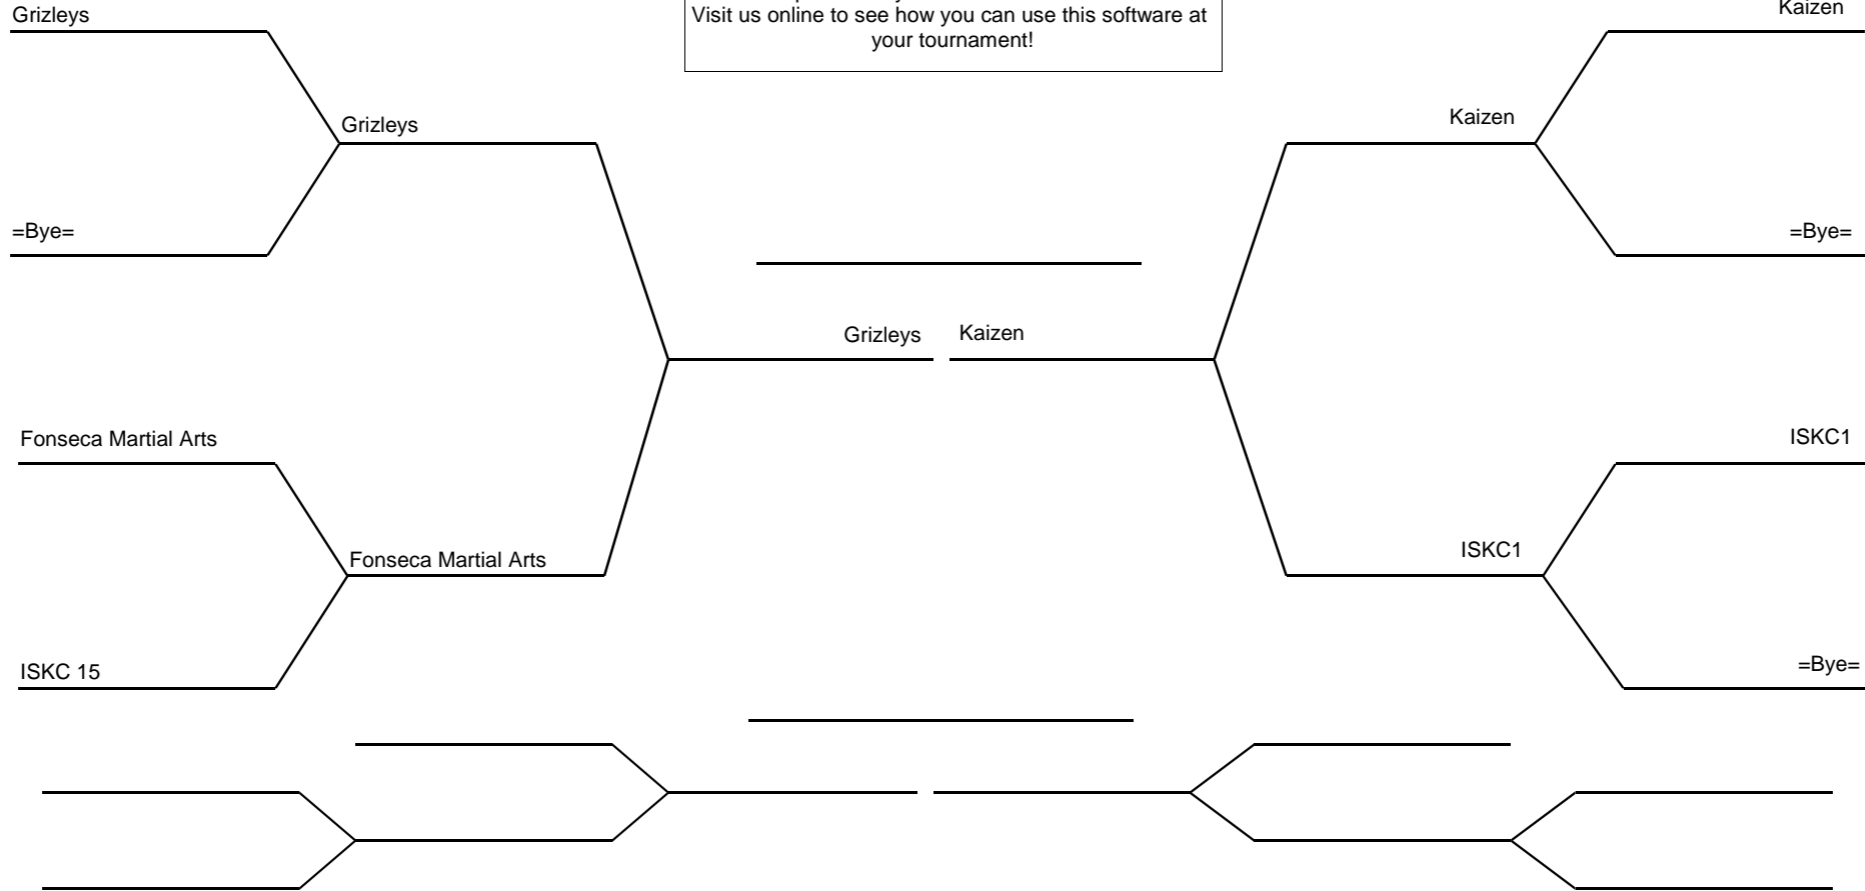 Grizleys
Visit us online to see how you can use this software at
your tournament!
Kaizen
Grizleys
Kaizen
=Bye=
=Bye=
Grizleys
Kaizen
Fonseca Martial Arts
ISKC1
Fonseca Martial Arts
ISKC1
ISKC 15
=Bye=